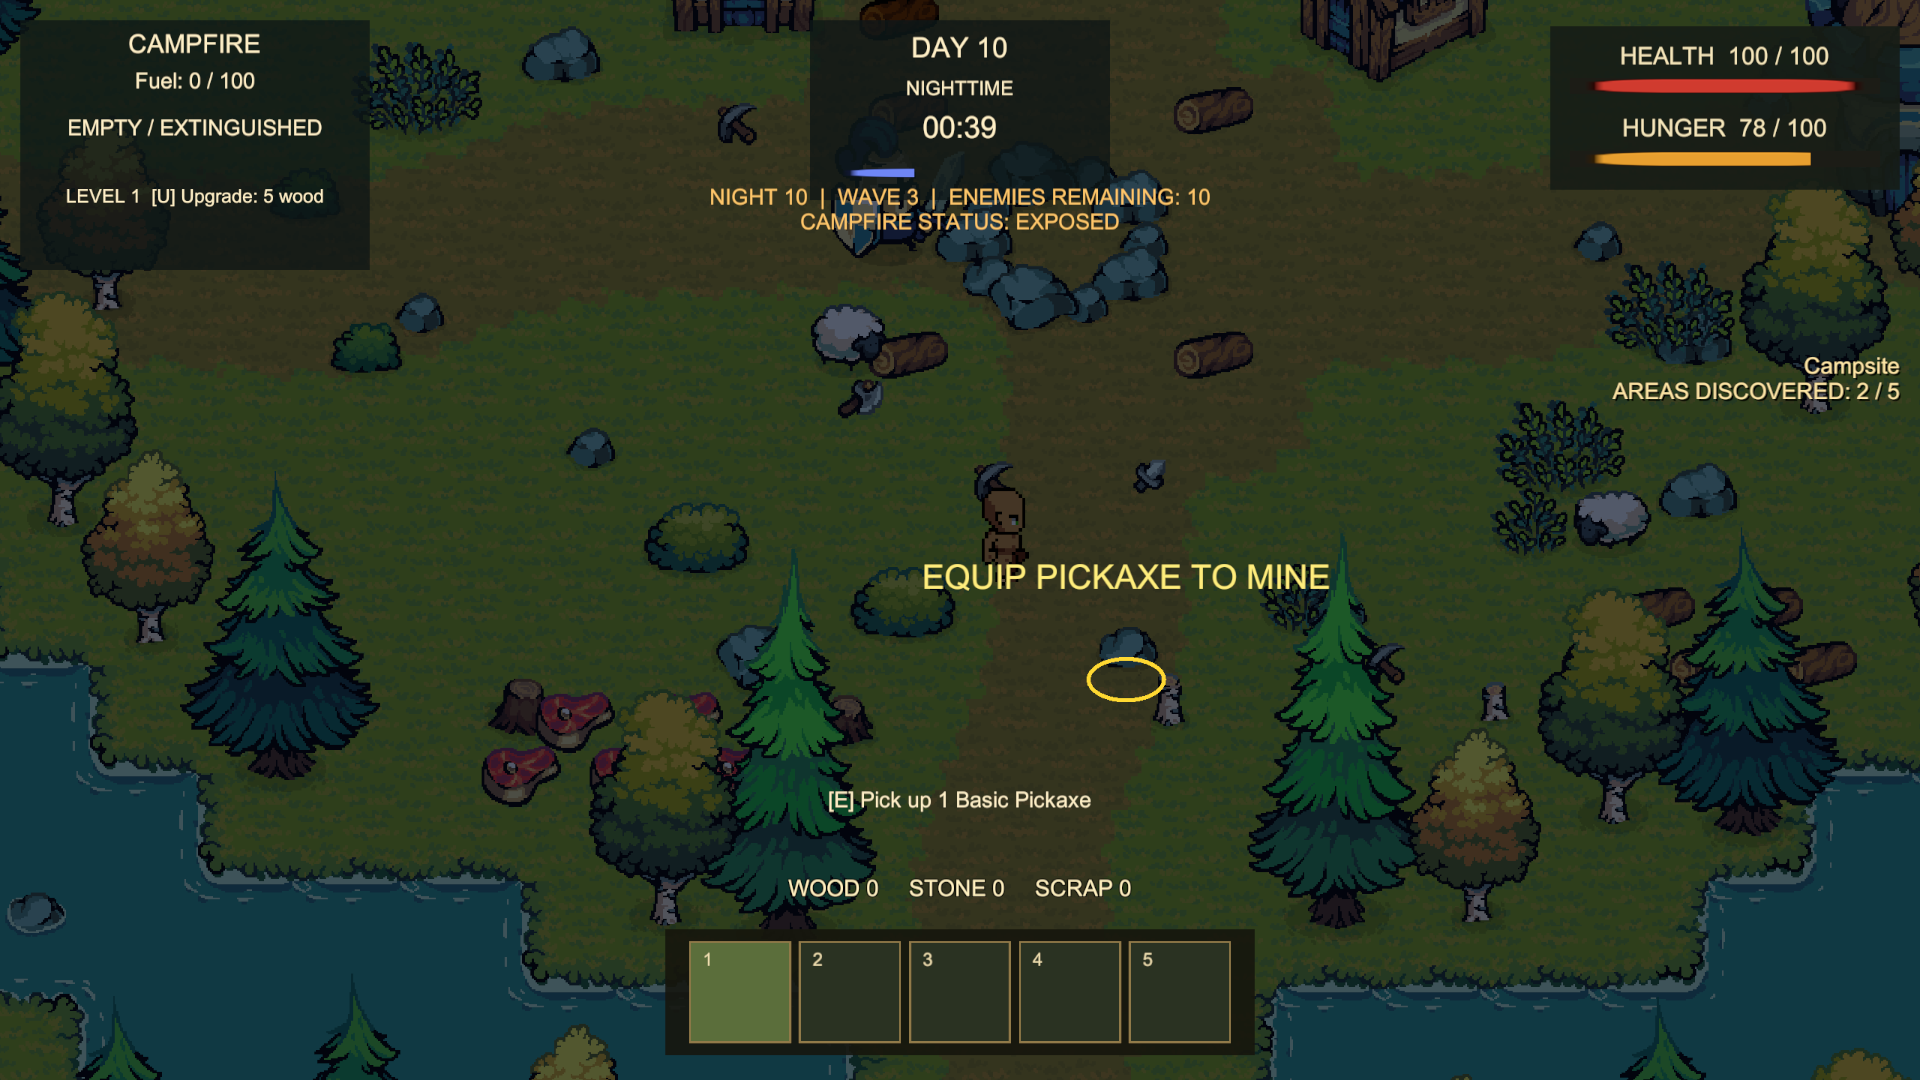 CAMPFIRE
Fuel: 0 / 100
EMPTY / EXTINGUISHED
LEVEL 1  [U] Upgrade: 5 wood
DAY 10
NIGHTTIME
00:39
NIGHT 10 | WAVE 3 | ENEMIES REMAINING: 10
CAMPFIRE STATUS: EXPOSED
HEALTH 100 / 100
HUNGER 78 / 100
Campsite
AREAS DISCOVERED: 2 / 5
EQUIP PICKAXE TO MINE
[E] Pick up 1 Basic Pickaxe
WOOD 0 STONE 0 SCRAP 0
1 2 3 4 5